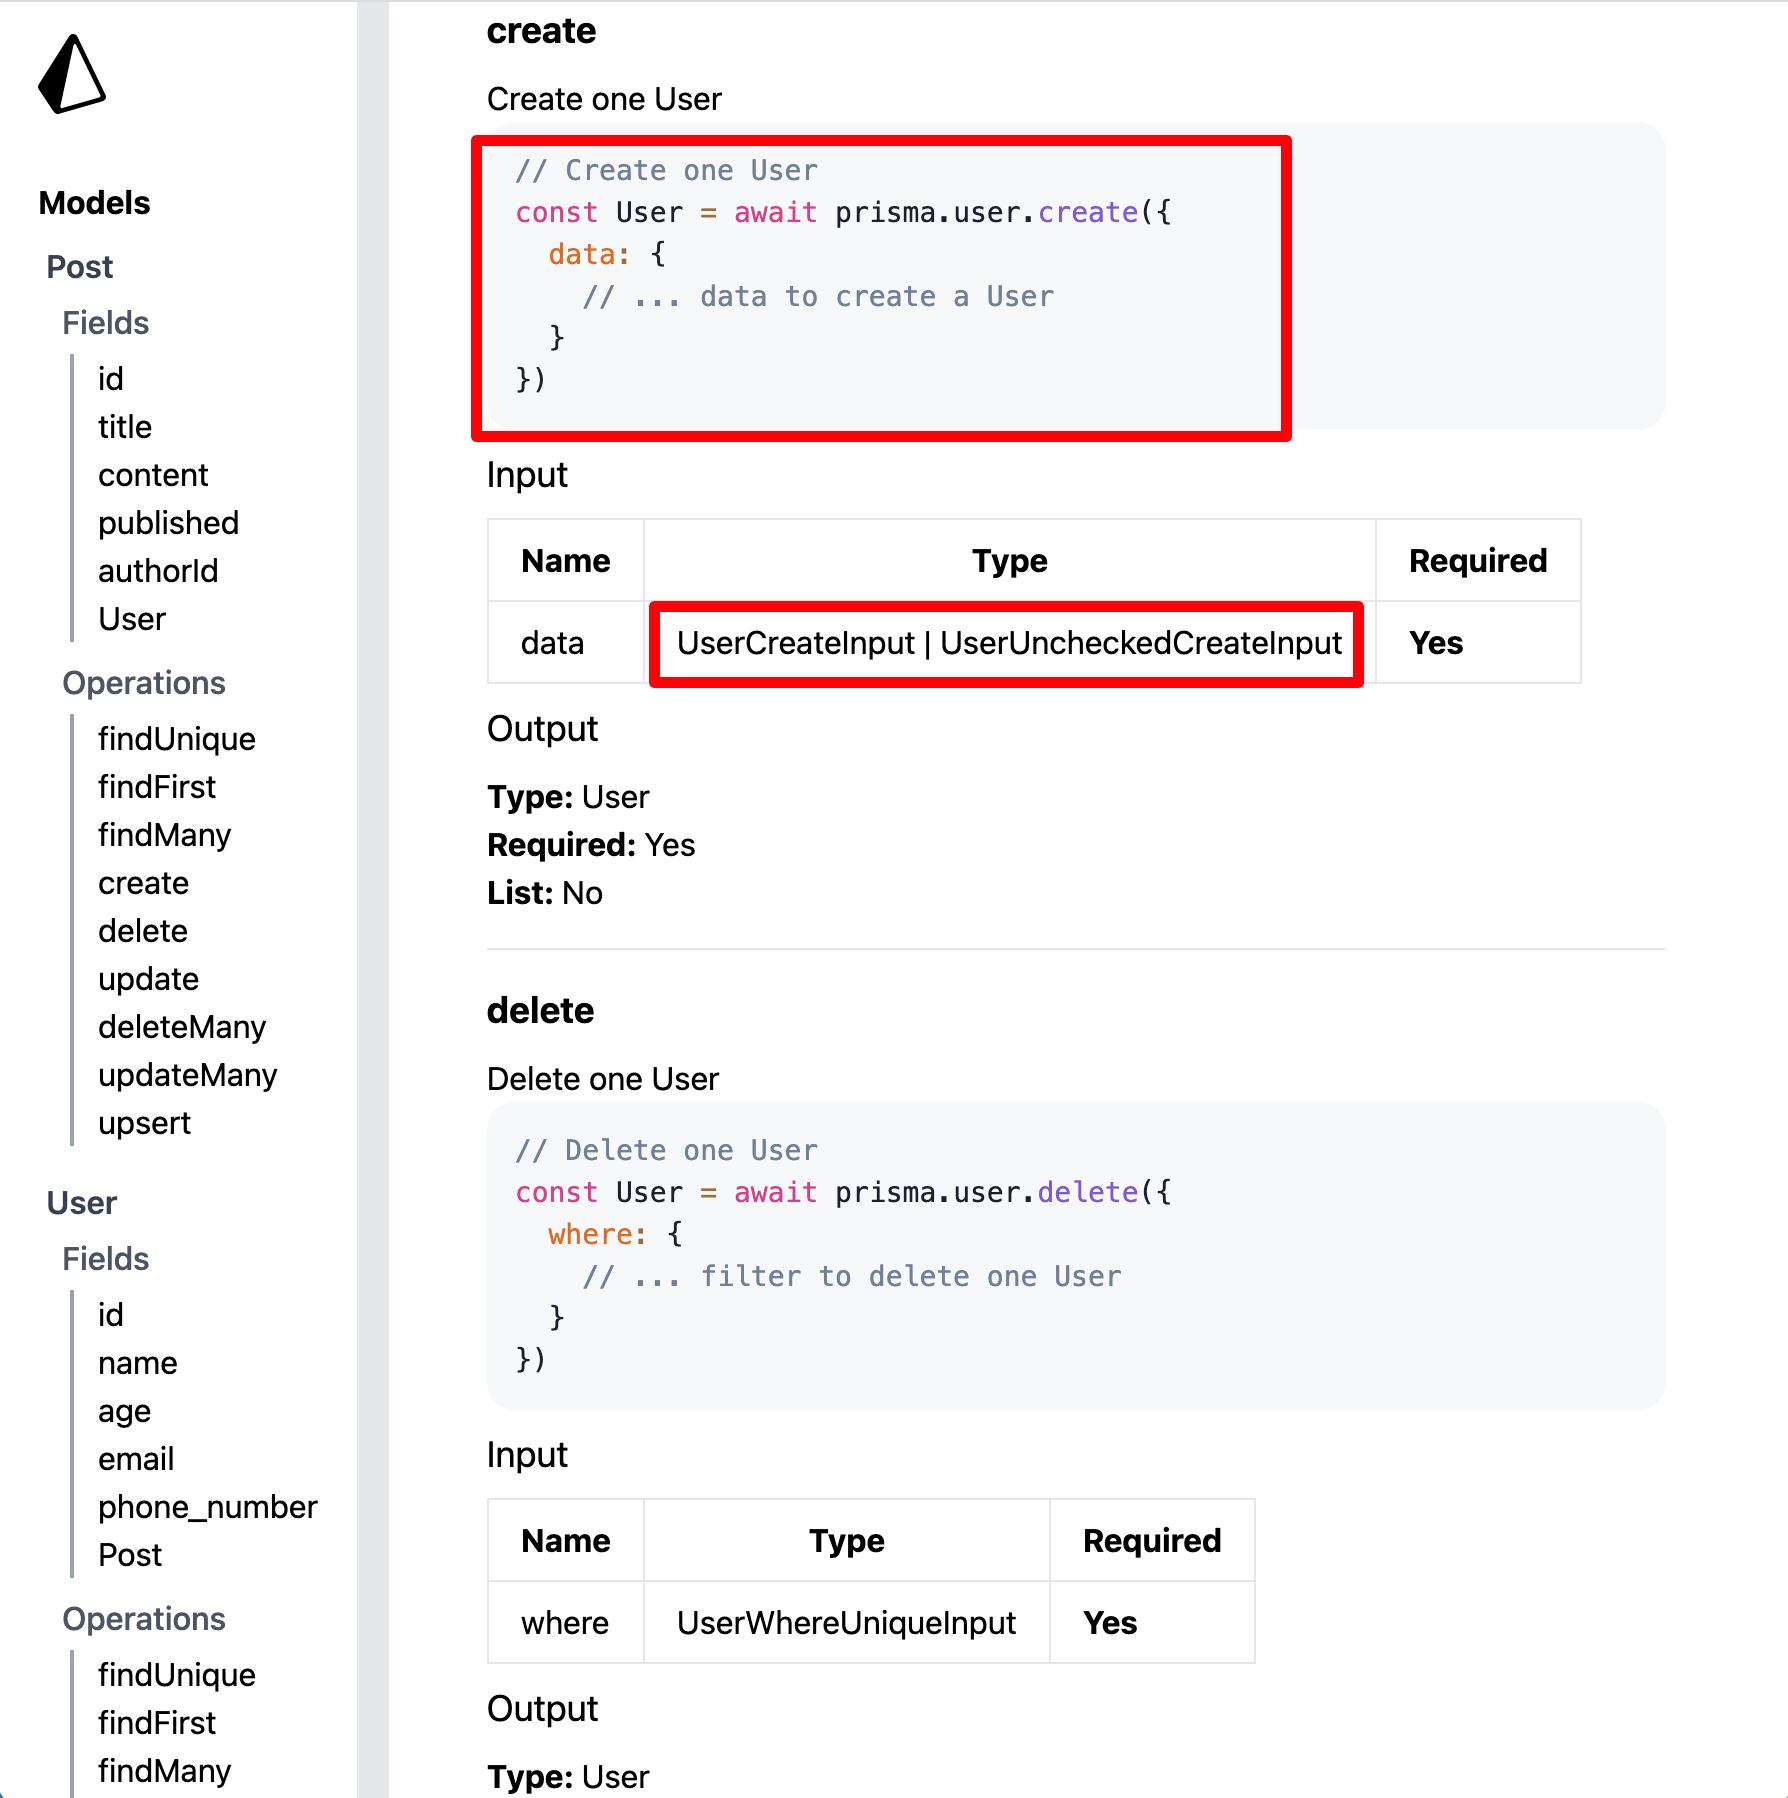 Models
Post
Fields
id
title
content
published
authorId
User
Operations
findUnique
findFirst
findMany
create
delete
update
deleteMany
updateMany
upsert
User
Fields
id
name
age
email
phone_number
Post
Operations
findUnique
findFirst
findMany
create
Create one User
// Create one User
const User = await prisma.user.create({
  data: {
    // ... data to create a User
  }
})
Input
Name Type Required
data UserCreateInput | UserUncheckedCreateInput Yes
Output
Type: User
Required: Yes
List: No
delete
Delete one User
// Delete one User
const User = await prisma.user.delete({
  where: {
    // ... filter to delete one User
  }
})
Input
Name Type Required
where UserWhereUniqueInput Yes
Output
Type: User